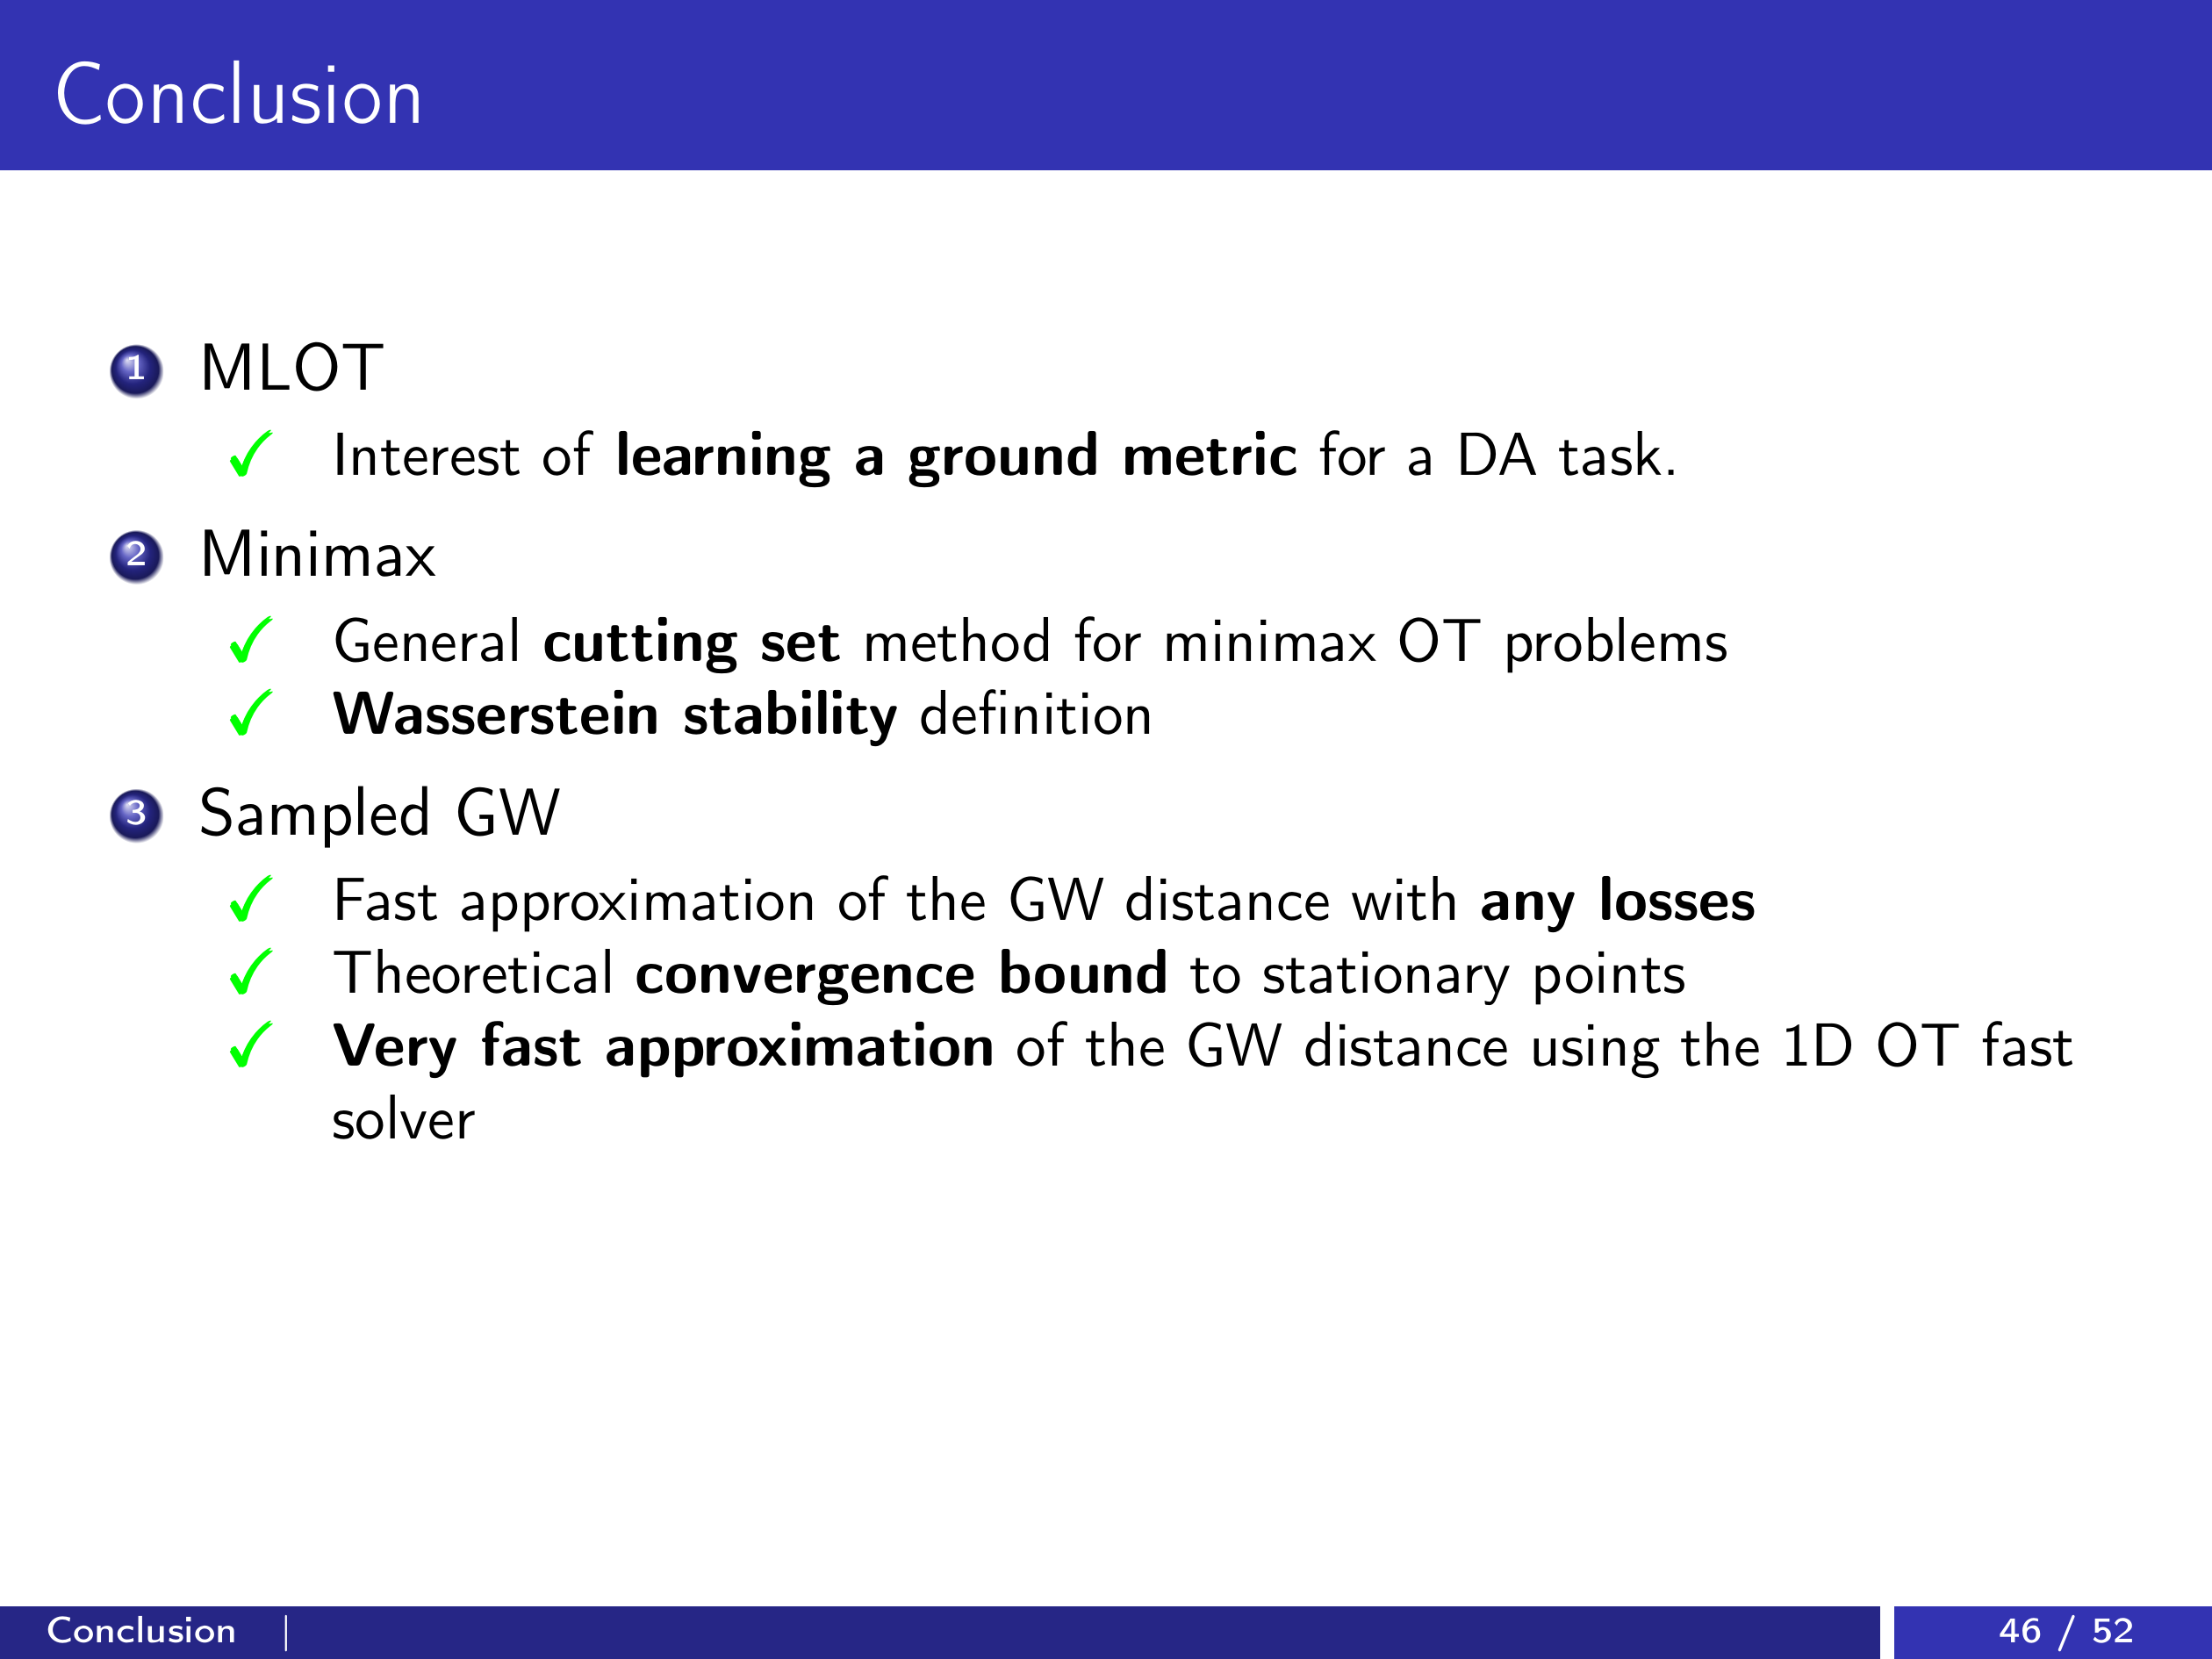 Conclusion
1 MLOT
✓ Interest of learning a ground metric for a DA task.
2 Minimax
✓ General cutting set method for minimax OT problems
✓ Wasserstein stability definition
3 Sampled GW
✓ Fast approximation of the GW distance with any losses
✓ Theoretical convergence bound to stationary points
✓ Very fast approximation of the GW distance using the 1D OT fast
solver
Conclusion |
46 / 52